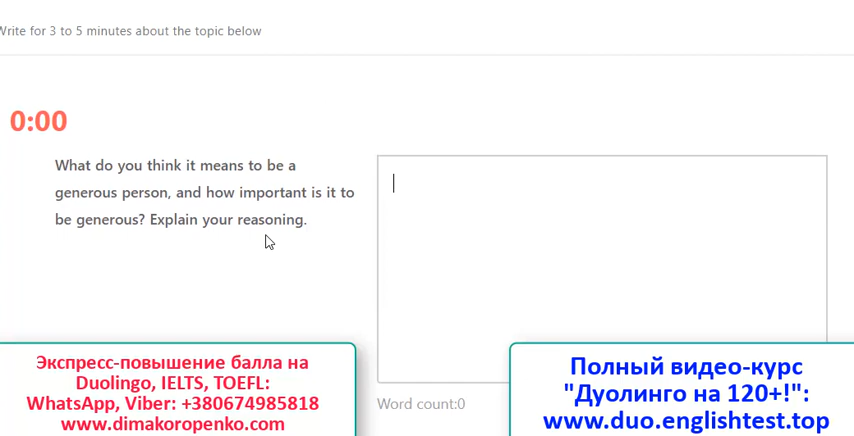 Write for 3 to 5 minutes about the topic below
0:00
What do you think it means to be a
generous person, and how important is it to
be generous? Explain your reasoning.
Экспресс-повышение балла на
Duolingo, IELTS, TOEFL:
WhatsApp, Viber: +380674985818
www.dimakoropenko.com
Word count:0
Полный видео-курс
"Дуолинго на 120+!":
www.duo.englishtest.top